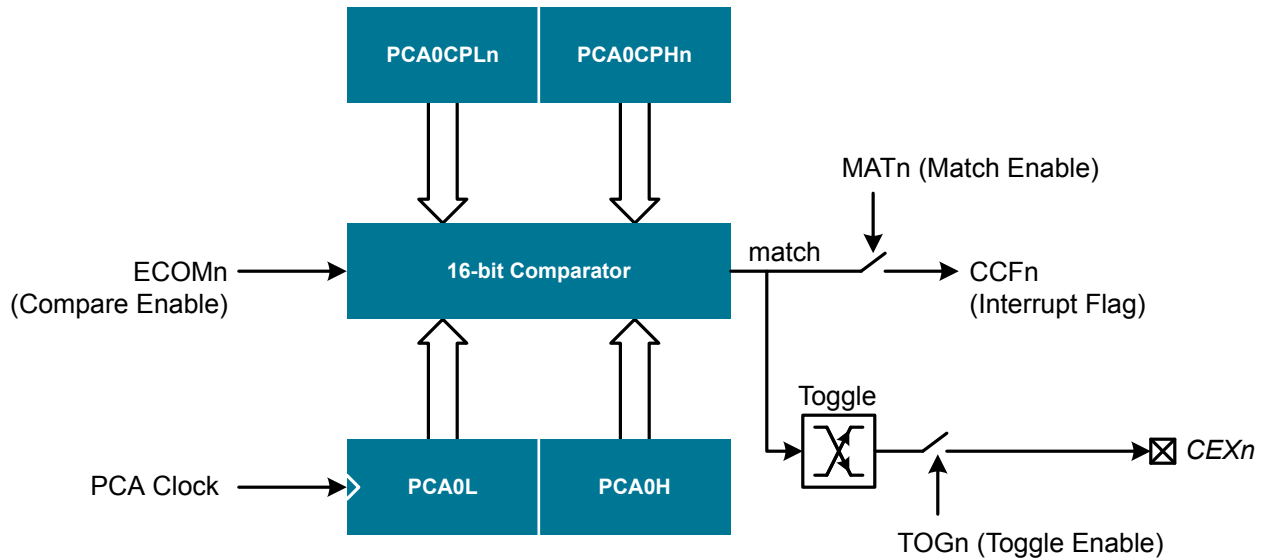 PCA0CPLn
PCA0CPHn
MATn (Match Enable)
ECOMn
(Compare Enable)
16-bit Comparator
match
CCFn
(Interrupt Flag)
Toggle
PCA Clock
PCA0L
PCA0H
CEXn
TOGn (Toggle Enable)